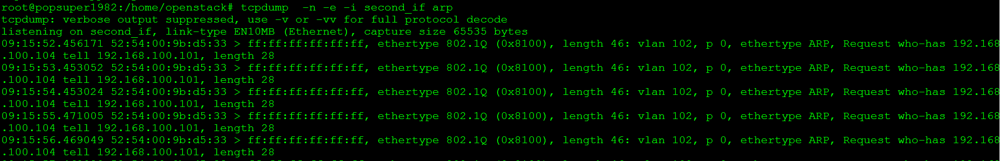 root@popsuper1982:/home/openstack# tcpdump  -n -e -i second_if arp
tcpdump: verbose output suppressed, use -v or -vv for full protocol decode
listening on second_if, link-type EN10MB (Ethernet), capture size 65535 bytes
09:15:52.456171 52:54:00:9b:d5:33 > ff:ff:ff:ff:ff:ff, ethertype 802.1Q (0x8100), length 46: vlan 102, p 0, ethertype ARP, Request who-has 192.168
.100.104 tell 192.168.100.101, length 28
09:15:53.453052 52:54:00:9b:d5:33 > ff:ff:ff:ff:ff:ff, ethertype 802.1Q (0x8100), length 46: vlan 102, p 0, ethertype ARP, Request who-has 192.168
.100.104 tell 192.168.100.101, length 28
09:15:54.453024 52:54:00:9b:d5:33 > ff:ff:ff:ff:ff:ff, ethertype 802.1Q (0x8100), length 46: vlan 102, p 0, ethertype ARP, Request who-has 192.168
.100.104 tell 192.168.100.101, length 28
09:15:55.471005 52:54:00:9b:d5:33 > ff:ff:ff:ff:ff:ff, ethertype 802.1Q (0x8100), length 46: vlan 102, p 0, ethertype ARP, Request who-has 192.168
.100.104 tell 192.168.100.101, length 28
09:15:56.469049 52:54:00:9b:d5:33 > ff:ff:ff:ff:ff:ff, ethertype 802.1Q (0x8100), length 46: vlan 102, p 0, ethertype ARP, Request who-has 192.168
.100.104 tell 192.168.100.101, length 28